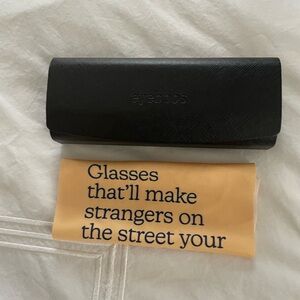 Glasses
that'll make
strangers on
the street your